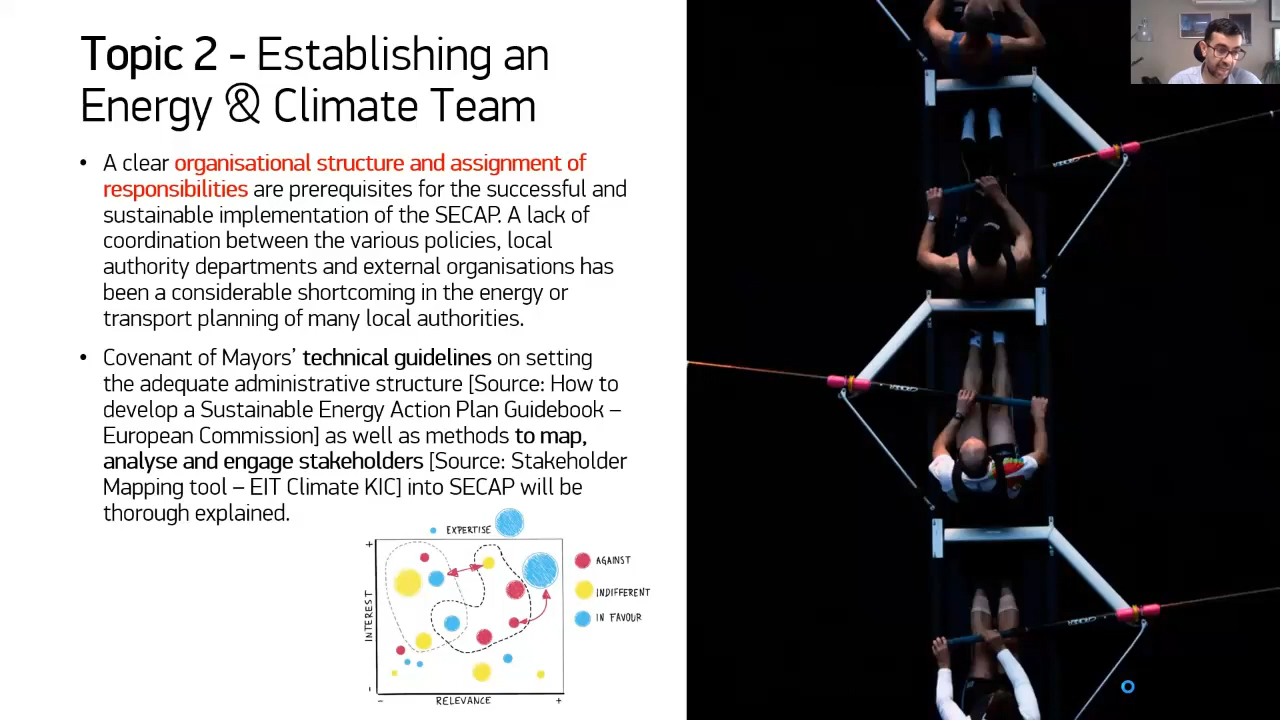 Topic 2 - Establishing an
Energy & Climate Team
• A clear organisational structure and assignment of
responsibilities are prerequisites for the successful and
sustainable implementation of the SECAP. A lack of
coordination between the various policies, local
authority departments and external organisations has
been a considerable shortcoming in the energy or
transport planning of many local authorities.
• Covenant of Mayors’ technical guidelines on setting
the adequate administrative structure [Source: How to
develop a Sustainable Energy Action Plan Guidebook –
European Commission] as well as methods to map,
analyse and engage stakeholders [Source: Stakeholder
Mapping tool – EIT Climate KIC] into SECAP will be
thorough explained.
EXPERTISE
+
INTEREST
-
- RELEVANCE +
AGAINST
INDIFFERENT
IN FAVOUR